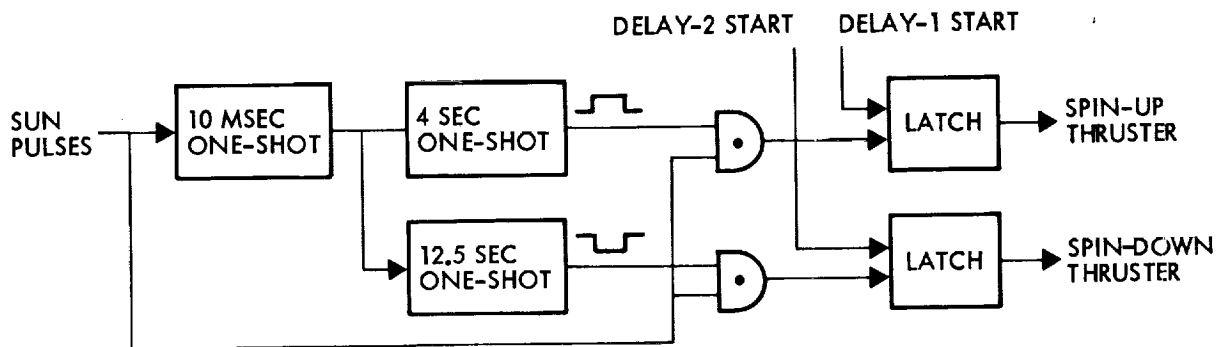 DELAY-2 START
DELAY-1 START
SUN
PULSES
10 MSEC
ONE-SHOT
4 SEC
ONE-SHOT
LATCH
SPIN-UP
THRUSTER
12.5 SEC
ONE-SHOT
LATCH
SPIN-DOWN
THRUSTER